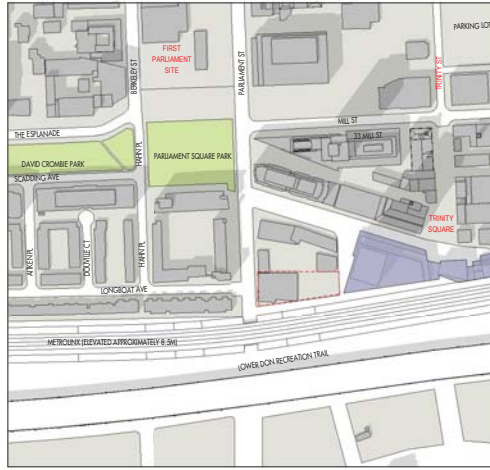 PARKING LOT
FIRST
PARLIAMENT
SITE
BERKELEY ST
PARLIAMENT ST
TRINITY ST
MILL ST
THE ESPLANADE
33 MILL ST
HAHN PL
PARLIAMENT SQUARE PARK
DAVID CROMBIE PARK
SCADDING AVE
TRINITY
SQUARE
AITKEN PL
DOUVILLE CT
HAHN PL
LONGBOAT AVE
METROLINX (ELEVATED APPROXIMATELY 8.5M)
LOWER DON RECREATION TRAIL